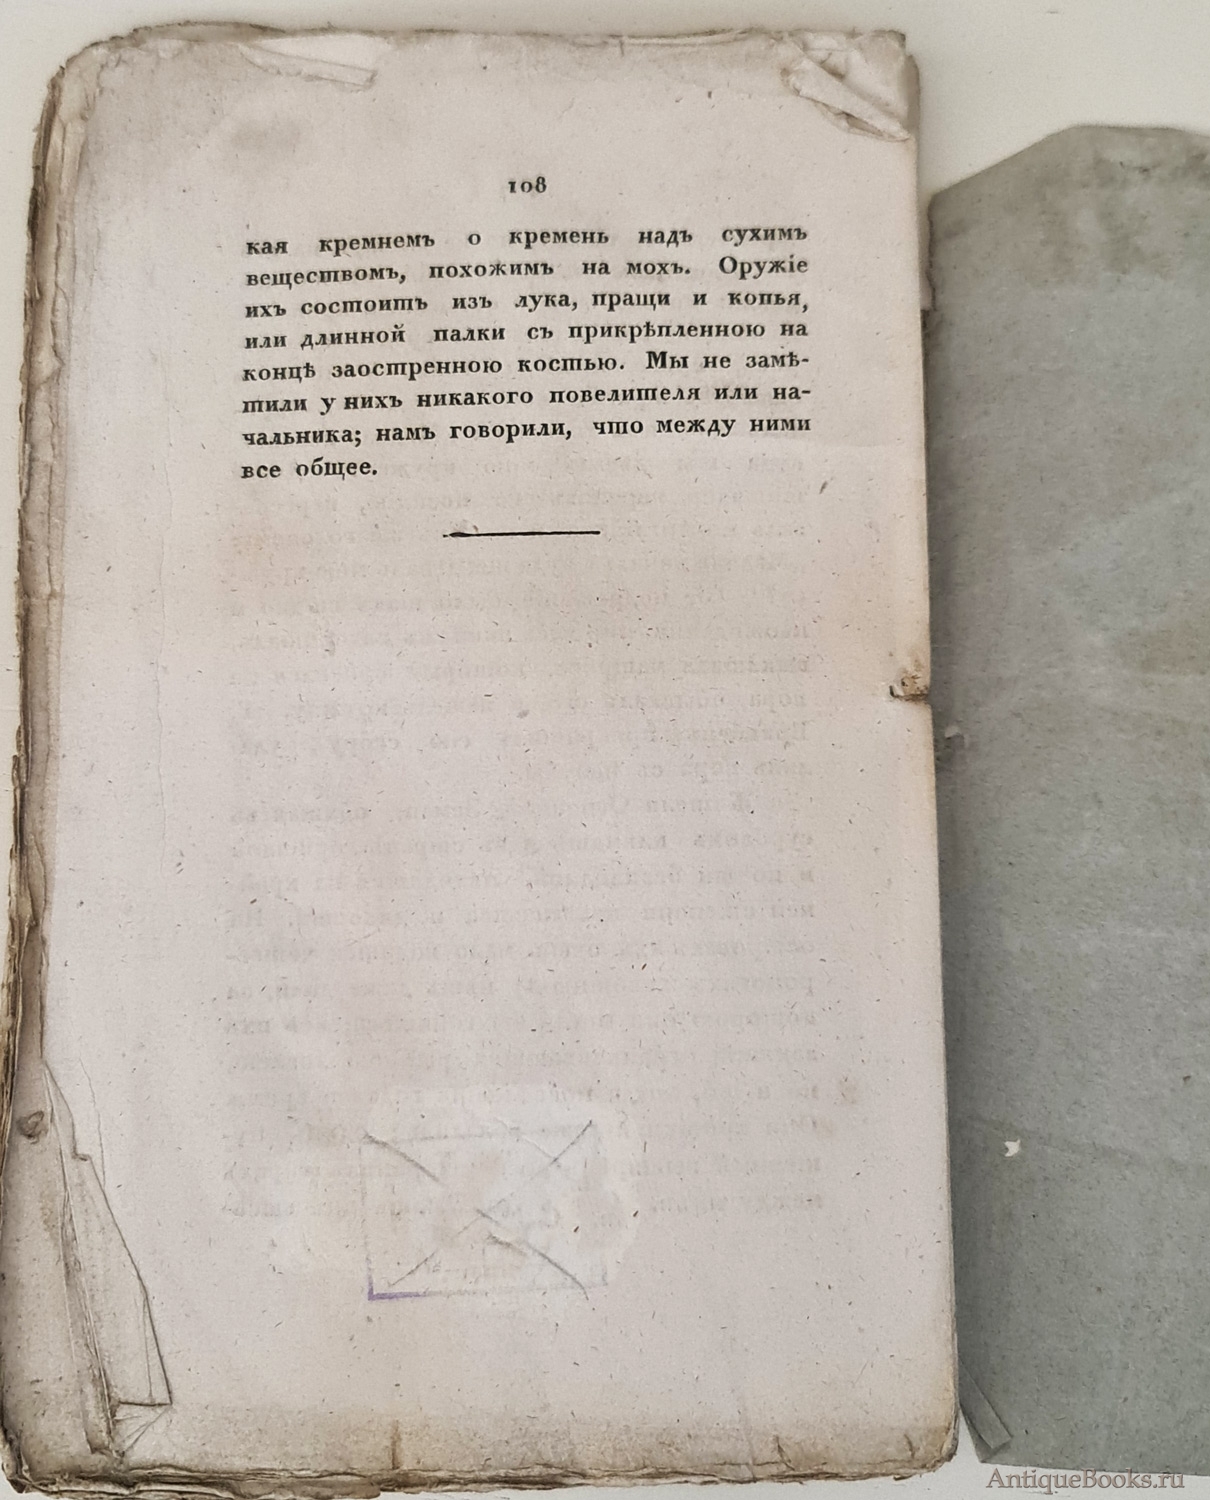 108
кая кремнемъ о кремень надъ сухимъ
веществомъ, похожимъ на мохъ. Оружіе
ихъ состоитъ изъ лука, пращи и копья,
или длинной палки съ прикрѣпленною на
концѣ заостренною костью. Мы не замѣ-
тили у нихъ никакого повелителя или на-
чальника; намъ говорили, что между ними
все общее.
AntiqueBooks.ru